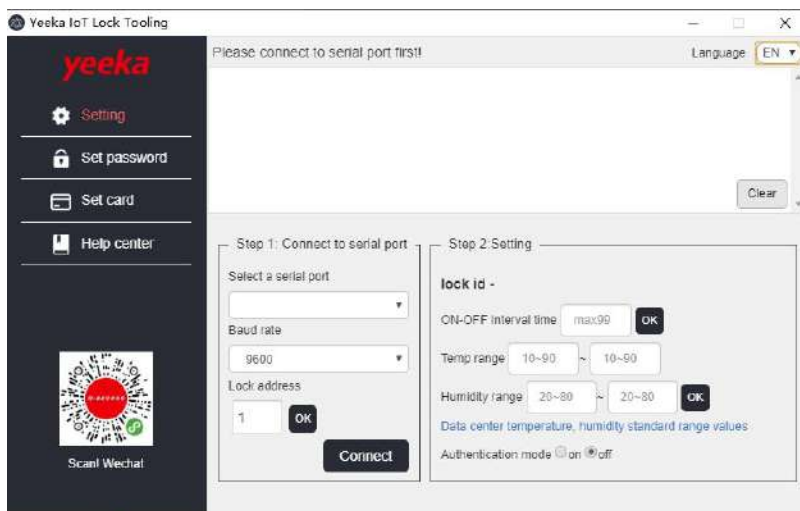 Yeeka IoT Lock Tooling
yeeka
Please connect to serial port first!
Language EN
Setting
Set password
Set card
Help center
Clear
Step 1: Connect to serial port
Select a serial port
Baud rate
9600
Lock address
1 OK
Connect
Step 2:Setting
lock id -
ON-OFF Interval time max99 OK
Temp range 10~90 ~ 10~90
Humidity range 20~80 ~ 20~80 OK
Data center temperature, humidity standard range values
Authentication mode on off
Scan! Wechat